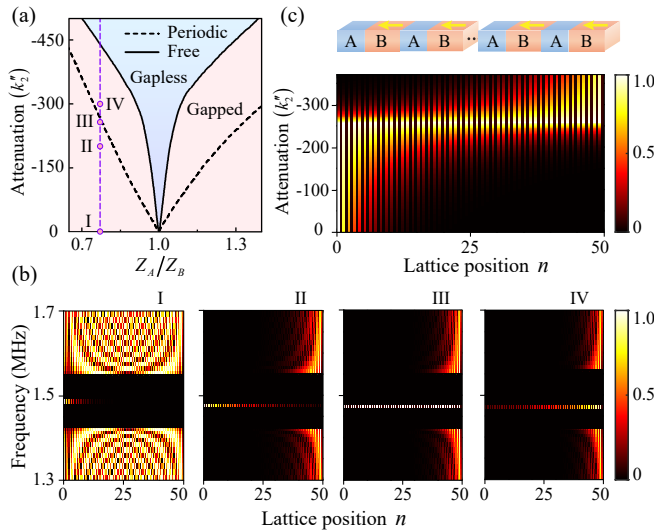 (a)
-450
-300
-150
0
Attenuation (k₂″)
Periodic
Free
Gapless
Gapped
IV
III
II
I
0.7
1.0
1.3
Z_A/Z_B
(c)
A
B
A
B
··
A
B
A
B
Attenuation (k₂″)
-300
-200
-100
0
0
25
50
Lattice position n
1.0
0.5
0
(b)
I
II
III
IV
Frequency (MHz)
1.7
1.5
1.3
0
25
50
0
25
50
0
25
50
0
25
50
1.0
0.5
0
Lattice position n